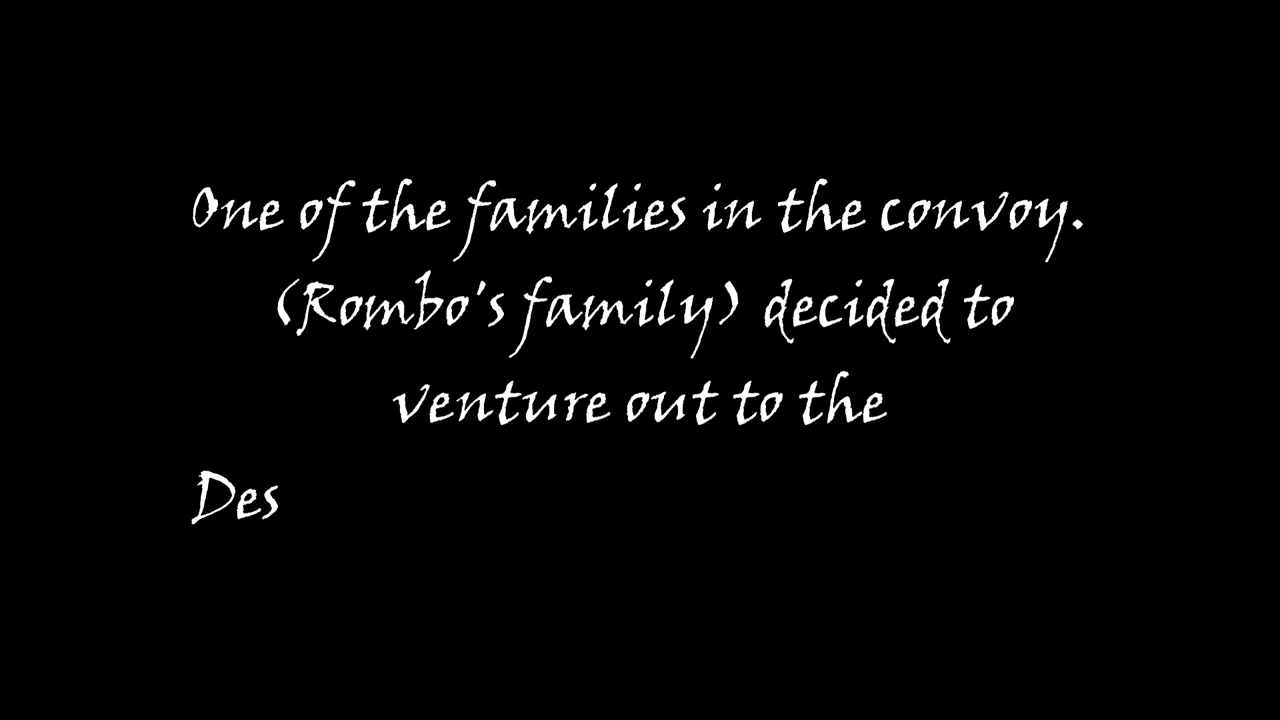 One of the families in the convoy.
(Rombo's family) decided to
venture out to the
Des